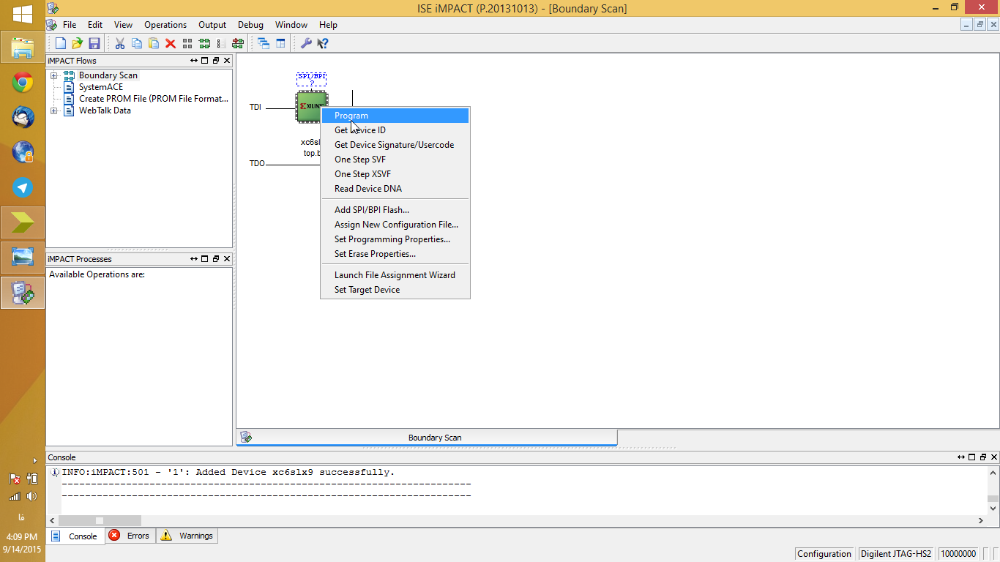 ISE iMPACT (P.20131013) - [Boundary Scan]
File Edit View Operations Output Debug Window Help
iMPACT Flows
Boundary Scan
SystemACE
Create PROM File (PROM File Format...
WebTalk Data
SPI/BPI
?
TDI
XILINX
TDO
top.b
Program
Get Device ID
Get Device Signature/Usercode
One Step SVF
One Step XSVF
Read Device DNA
Add SPI/BPI Flash...
Assign New Configuration File...
Set Programming Properties...
Set Erase Properties...
Launch File Assignment Wizard
Set Target Device
iMPACT Processes
Available Operations are:
Boundary Scan
Console
INFO:iMPACT:501 - '1': Added Device xc6slx9 successfully.
----------------------------------------------------------------------
----------------------------------------------------------------------
Console Errors Warnings
Configuration Digilent JTAG-HS2 10000000
فا
4:09 PM
9/14/2015